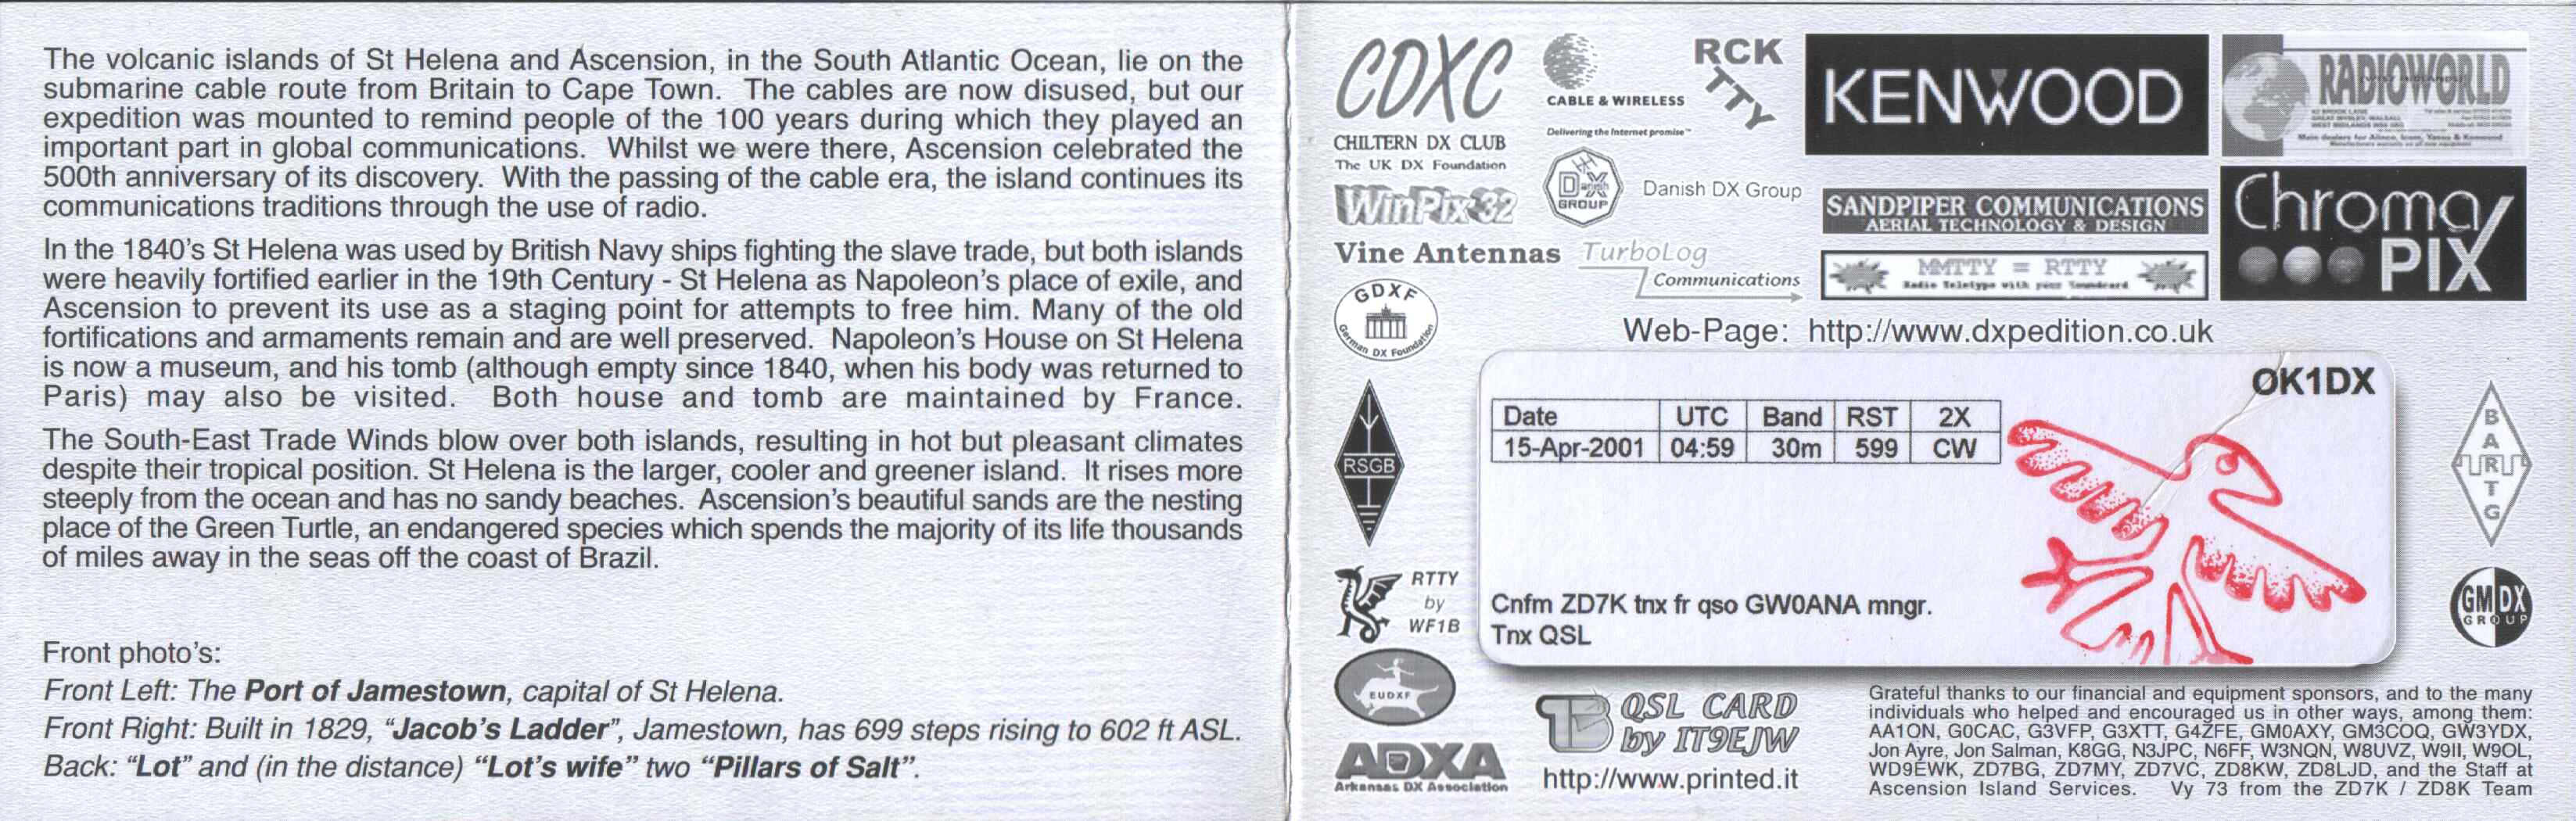 The volcanic islands of St Helena and Ascension, in the South Atlantic Ocean, lie on the
submarine cable route from Britain to Cape Town. The cables are now disused, but our
expedition was mounted to remind people of the 100 years during which they played an
important part in global communications. Whilst we were there, Ascension celebrated the
500th anniversary of its discovery. With the passing of the cable era, the island continues its
communications traditions through the use of radio.
In the 1840's St Helena was used by British Navy ships fighting the slave trade, but both islands
were heavily fortified earlier in the 19th Century - St Helena as Napoleon's place of exile, and
Ascension to prevent its use as a staging point for attempts to free him. Many of the old
fortifications and armaments remain and are well preserved. Napoleon's House on St Helena
is now a museum, and his tomb (although empty since 1840, when his body was returned to
Paris) may also be visited. Both house and tomb are maintained by France.
The South-East Trade Winds blow over both islands, resulting in hot but pleasant climates
despite their tropical position. St Helena is the larger, cooler and greener island. It rises more
steeply from the ocean and has no sandy beaches. Ascension's beautiful sands are the nesting
place of the Green Turtle, an endangered species which spends the majority of its life thousands
of miles away in the seas off the coast of Brazil.
Front photo's:
Front Left: The Port of Jamestown, capital of St Helena.
Front Right: Built in 1829, "Jacob's Ladder", Jamestown, has 699 steps rising to 602 ft ASL.
Back: "Lot" and (in the distance) "Lot's wife" two "Pillars of Salt".
CDXC
CHILTERN DX CLUB
The UK DX Foundation
CABLE & WIRELESS
Delivering the Internet promise™
RCK
TTY
KENWOOD
RADIOWORLD
Main dealers for Alinco, Icom, Yaesu & Kenwood
WinPix 32
DX
Danish
GROUP
Danish DX Group
SANDPIPER COMMUNICATIONS
AERIAL TECHNOLOGY & DESIGN
Chroma
PIX
Vine Antennas
TurboLog
Communications
MMTTY = RTTY
Radio Teletype with your Soundcard
GDXF
German DX Foundation
Web-Page: http://www.dxpedition.co.uk
RSGB
OK1DX
Date UTC Band RST 2X
15-Apr-2001 04:59 30m 599 CW
Cnfm ZD7K tnx fr qso GW0ANA mngr.
Tnx QSL
BARTG
RTTY
by
WF1B
GMDX
GROUP
EUDXF
ADXA
Arkansas DX Association
QSL CARD
by IT9EJW
http://www.printed.it
Grateful thanks to our financial and equipment sponsors, and to the many
individuals who helped and encouraged us in other ways, among them:
AA1ON, G0CAC, G3VFP, G3XTT, G4ZFE, GM0AXY, GM3COQ, GW3YDX,
Jon Ayre, Jon Salman, K8GG, N3JPC, N6FF, W3NQN, W8UVZ, W9II, W9OL,
WD9EWK, ZD7BG, ZD7MY, ZD7VC, ZD8KW, ZD8LJD, and the Staff at
Ascension Island Services. Vy 73 from the ZD7K / ZD8K Team